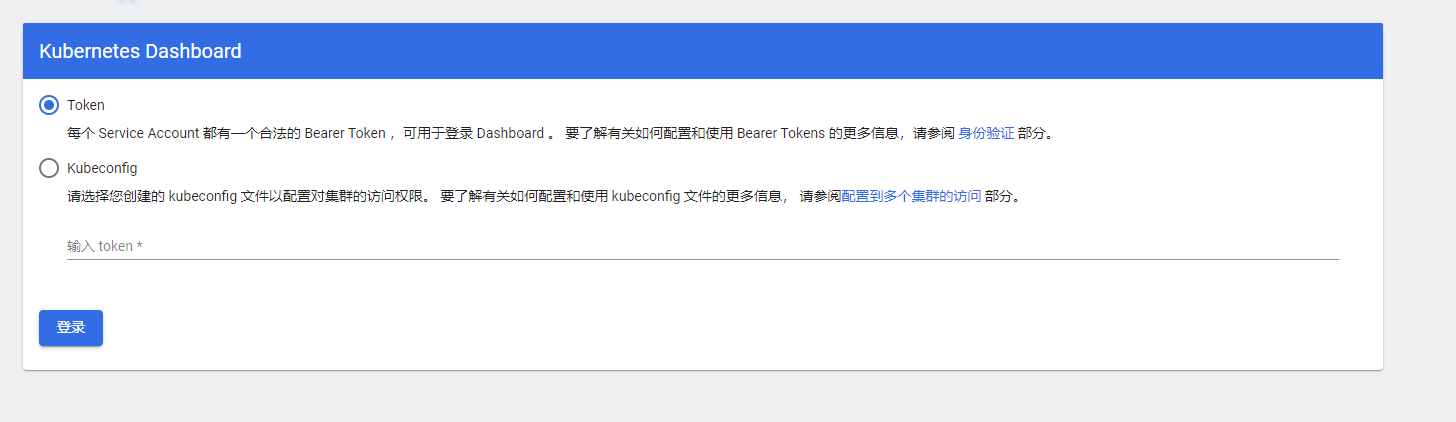 Kubernetes Dashboard
Token
每个 Service Account 都有一个合法的 Bearer Token ，可用于登录 Dashboard 。 要了解有关如何配置和使用 Bearer Tokens 的更多信息，请参阅 身份验证 部分。
Kubeconfig
请选择您创建的 kubeconfig 文件以配置对集群的访问权限。 要了解有关如何配置和使用 kubeconfig 文件的更多信息， 请参阅配置到多个集群的访问 部分。
输入 token *
登录